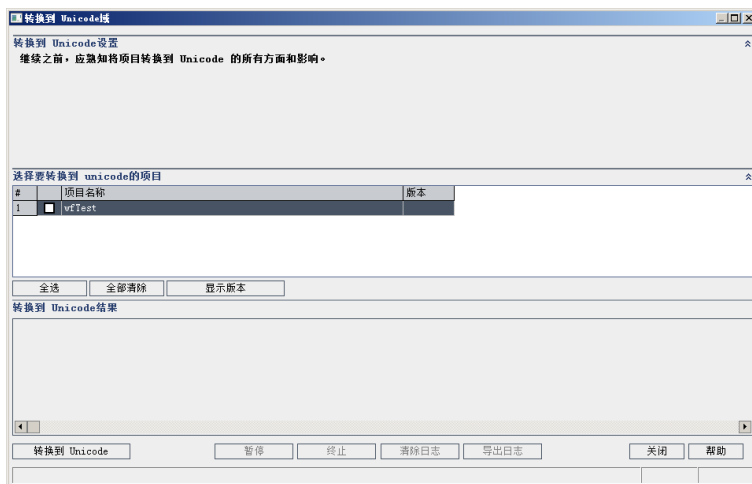 转换到 Unicode域
转换到 Unicode设置
继续之前，应熟知将项目转换到 Unicode 的所有方面和影响。
选择要转换到 unicode的项目
# 项目名称 版本
1 wfTest
全选 全部清除 显示版本
转换到 Unicode结果
转换到 Unicode 暂停 终止 清除日志 导出日志 关闭 帮助